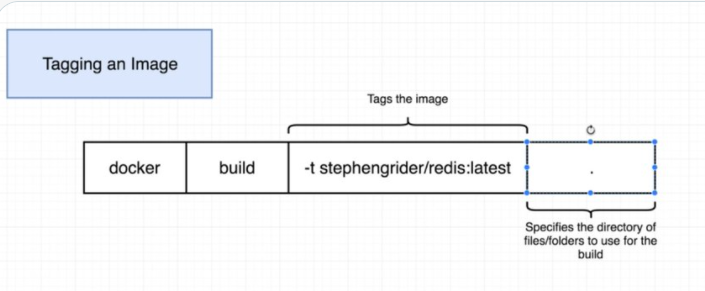 Tagging an Image
Tags the image
docker build -t stephengrider/redis:latest .
Specifies the directory of
files/folders to use for the
build